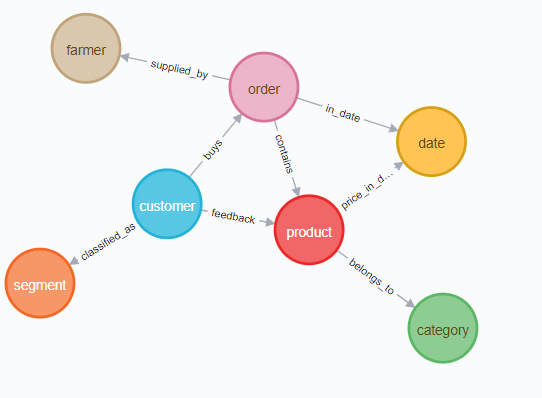 farmer
supplied_by
order
in_date
date
buys
contains
price_in_d...
customer
feedback
product
classified_as
belongs_to
segment
category